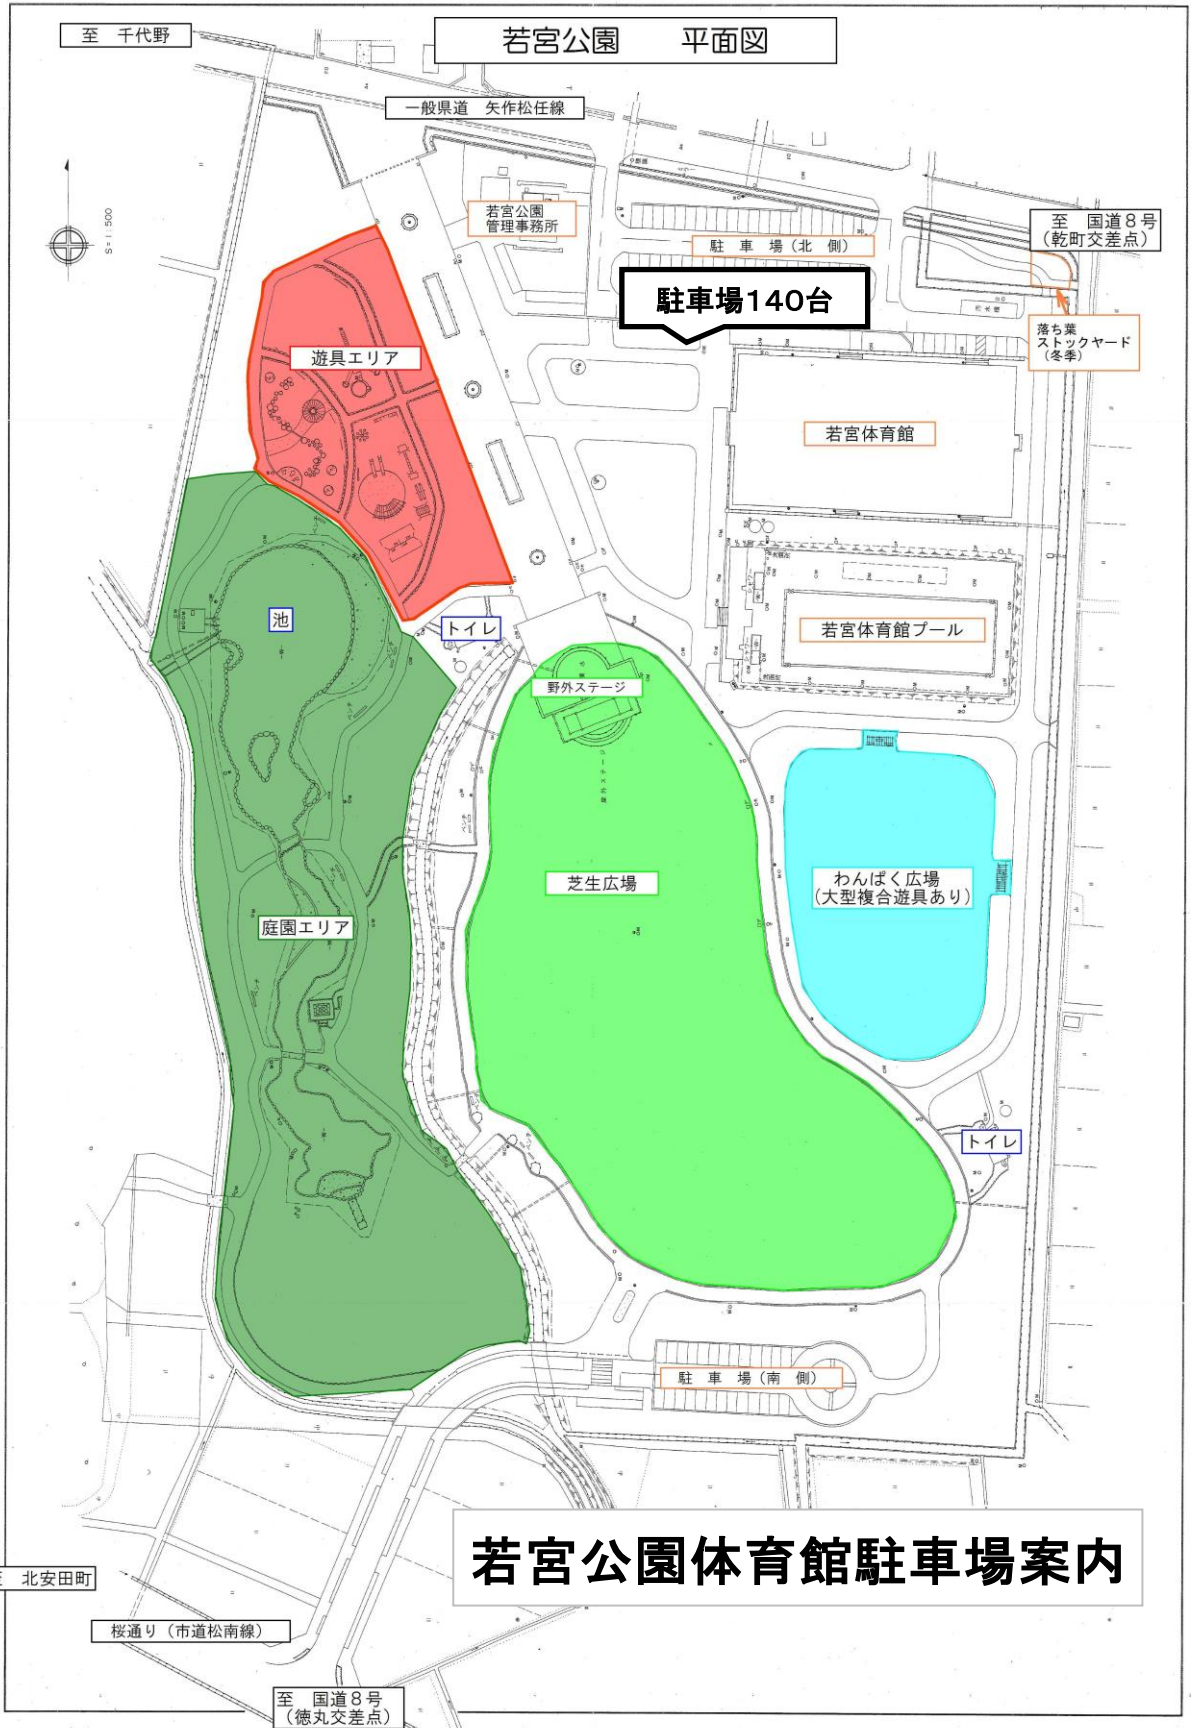 若宮公園　平面図
至　千代野
一般県道　矢作松任線
S=1:500
若宮公園
管理事務所
駐車場(北側)
至　国道8号
(乾町交差点)
駐車場140台
落ち葉
ストックヤード
(冬季)
遊具エリア
若宮体育館
池
トイレ
若宮体育館プール
野外ステージ
野外ステージ
芝生広場
わんぱく広場
(大型複合遊具あり)
庭園エリア
トイレ
駐車場(南側)
若宮公園体育館駐車場案内
北安田町
桜通り(市道松南線)
至　国道8号
(徳丸交差点)